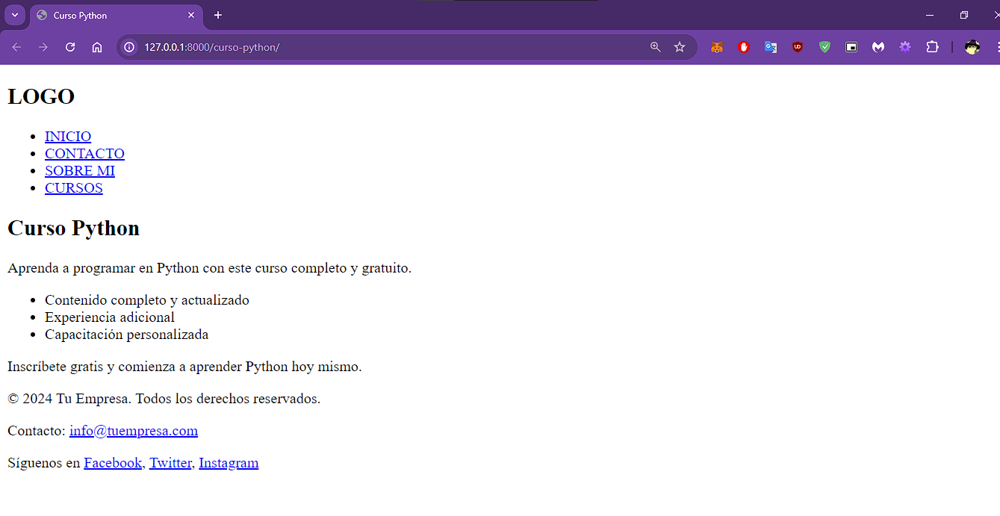 Curso Python
127.0.0.1:8000/curso-python/
LOGO
INICIO
CONTACTO
SOBRE MI
CURSOS
Curso Python
Aprenda a programar en Python con este curso completo y gratuito.
Contenido completo y actualizado
Experiencia adicional
Capacitación personalizada
Inscríbete gratis y comienza a aprender Python hoy mismo.
© 2024 Tu Empresa. Todos los derechos reservados.
Contacto: info@tuempresa.com
Síguenos en Facebook, Twitter, Instagram